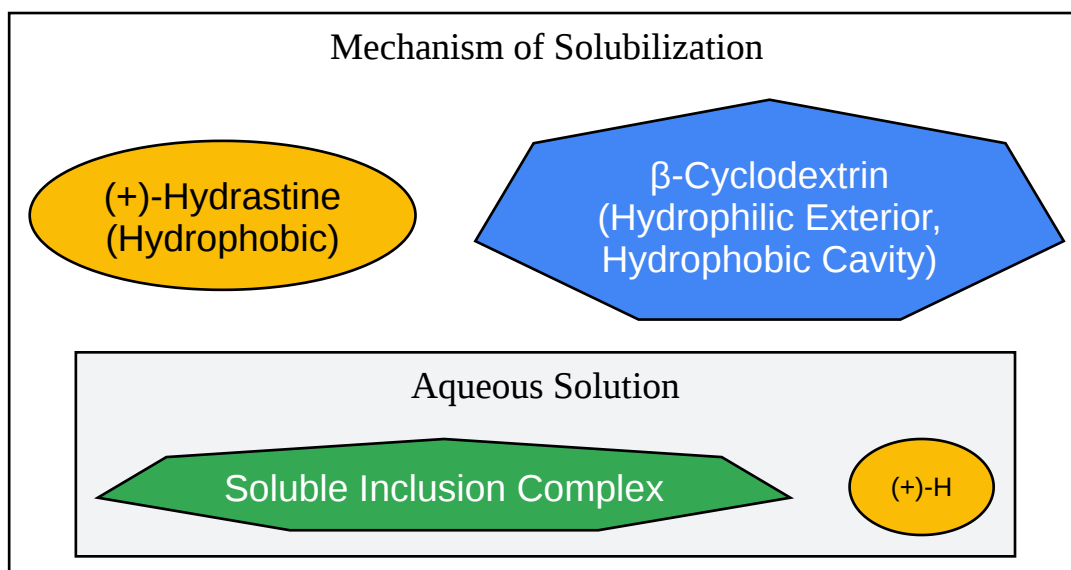 Mechanism of Solubilization
(+)-Hydrastine
(Hydrophobic)
β-Cyclodextrin
(Hydrophilic Exterior,
Hydrophobic Cavity)
Aqueous Solution
Soluble Inclusion Complex
(+)-H